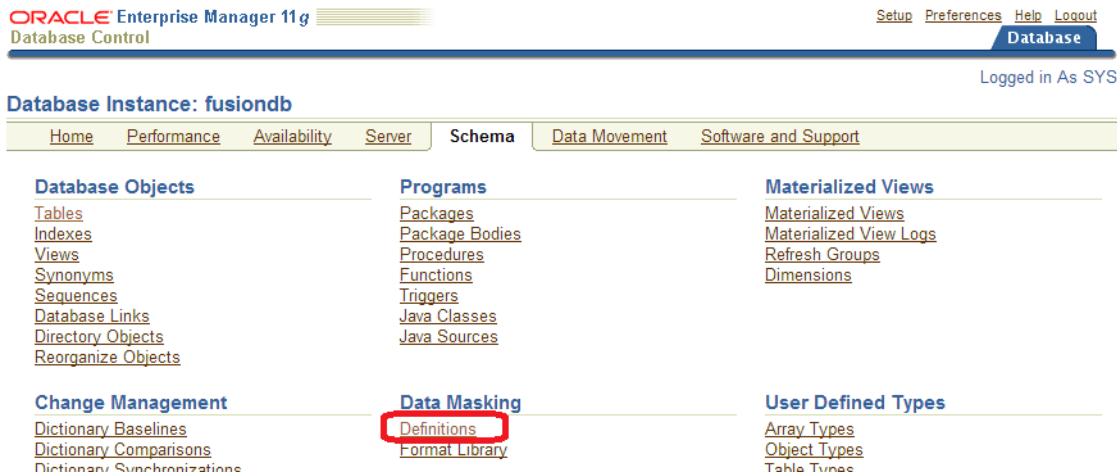 ORACLE Enterprise Manager 11g
Database Control
Setup Preferences Help Logout
Database
Logged in As SYS
Database Instance: fusiondb
Home Performance Availability Server Schema Data Movement Software and Support
Database Objects
Tables
Indexes
Views
Synonyms
Sequences
Database Links
Directory Objects
Reorganize Objects
Programs
Packages
Package Bodies
Procedures
Functions
Triggers
Java Classes
Java Sources
Materialized Views
Materialized Views
Materialized View Logs
Refresh Groups
Dimensions
Change Management
Dictionary Baselines
Dictionary Comparisons
Dictionary Synchronizations
Data Masking
Definitions
Format Library
User Defined Types
Array Types
Object Types
Table Types